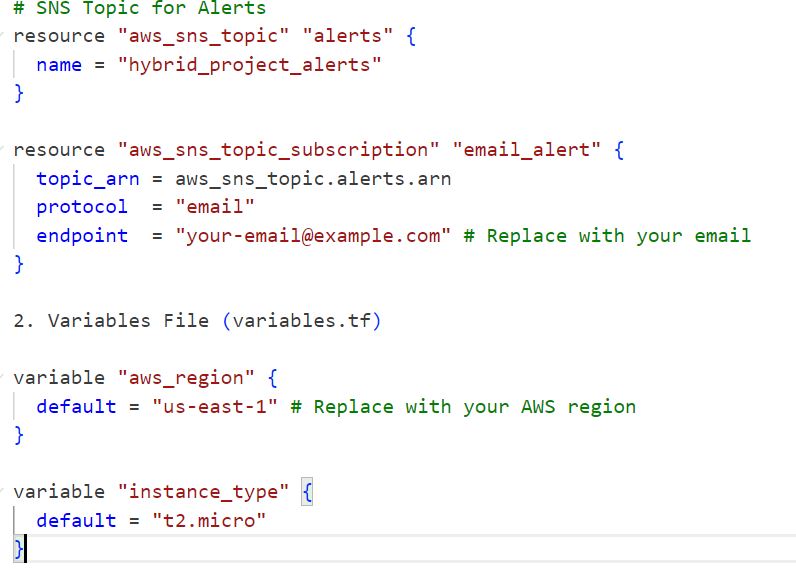 # SNS Topic for Alerts
resource "aws_sns_topic" "alerts" {
  name = "hybrid_project_alerts"
}
resource "aws_sns_topic_subscription" "email_alert" {
  topic_arn = aws_sns_topic.alerts.arn
  protocol  = "email"
  endpoint  = "your-email@example.com" # Replace with your email
}
2. Variables File (variables.tf)
variable "aws_region" {
  default = "us-east-1" # Replace with your AWS region
}
variable "instance_type" {
  default = "t2.micro"
}